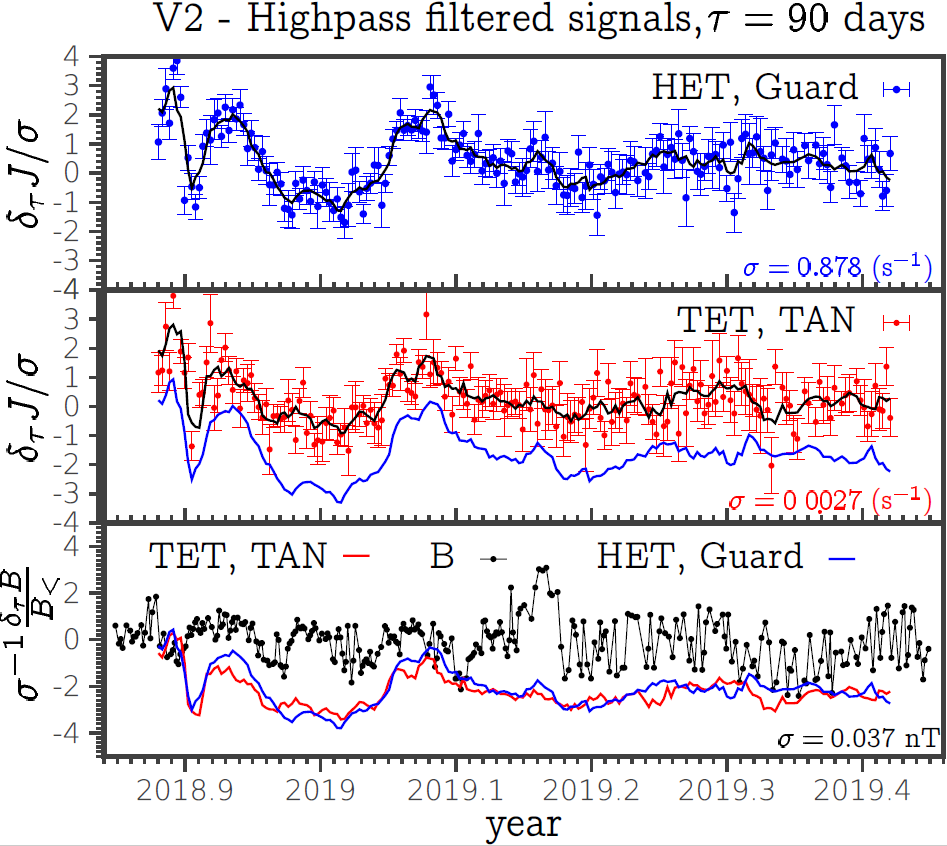 V2 - Highpass filtered signals, τ = 90 days
4
3
2
1
0
-1
-2
-3
-4
δτJ/σ
HET, Guard
σ = 0.878 (s−1)
3
2
1
0
-1
-2
-3
-4
δτJ/σ
TET, TAN
σ = 0 0027 (s−1)
4
2
0
-2
-4
σ−1 δτB/B<
TET, TAN B HET, Guard
σ = 0.037 nT
2018.9 2019 2019.1 2019.2 2019.3 2019.4
year